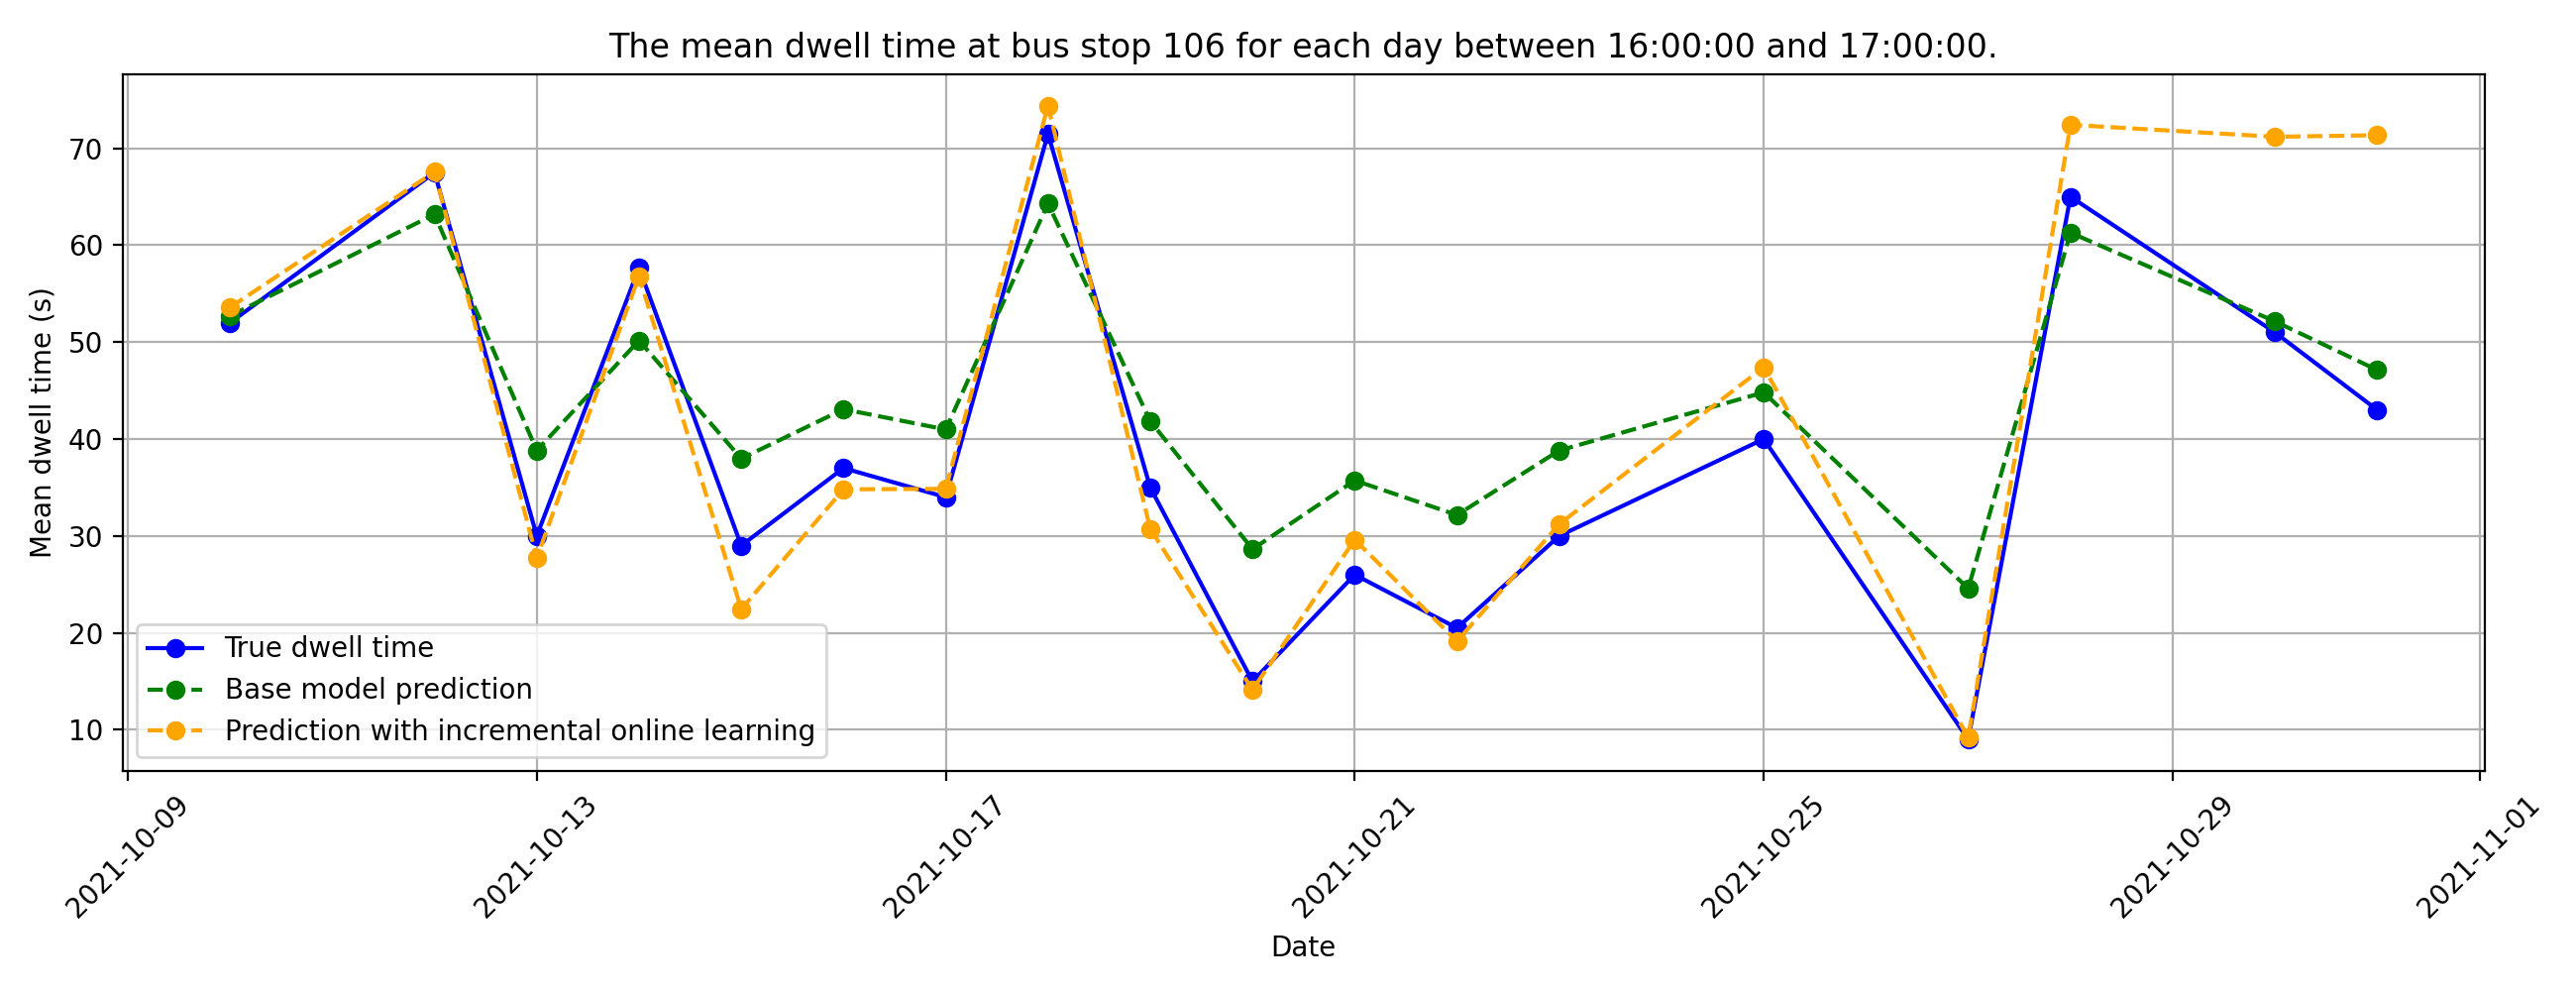 The mean dwell time at bus stop 106 for each day between 16:00:00 and 17:00:00.
Mean dwell time (s)
70
60
50
40
30
20
10
True dwell time
Base model prediction
Prediction with incremental online learning
2021-10-09
2021-10-13
2021-10-17
2021-10-21
2021-10-25
2021-10-29
2021-11-01
Date